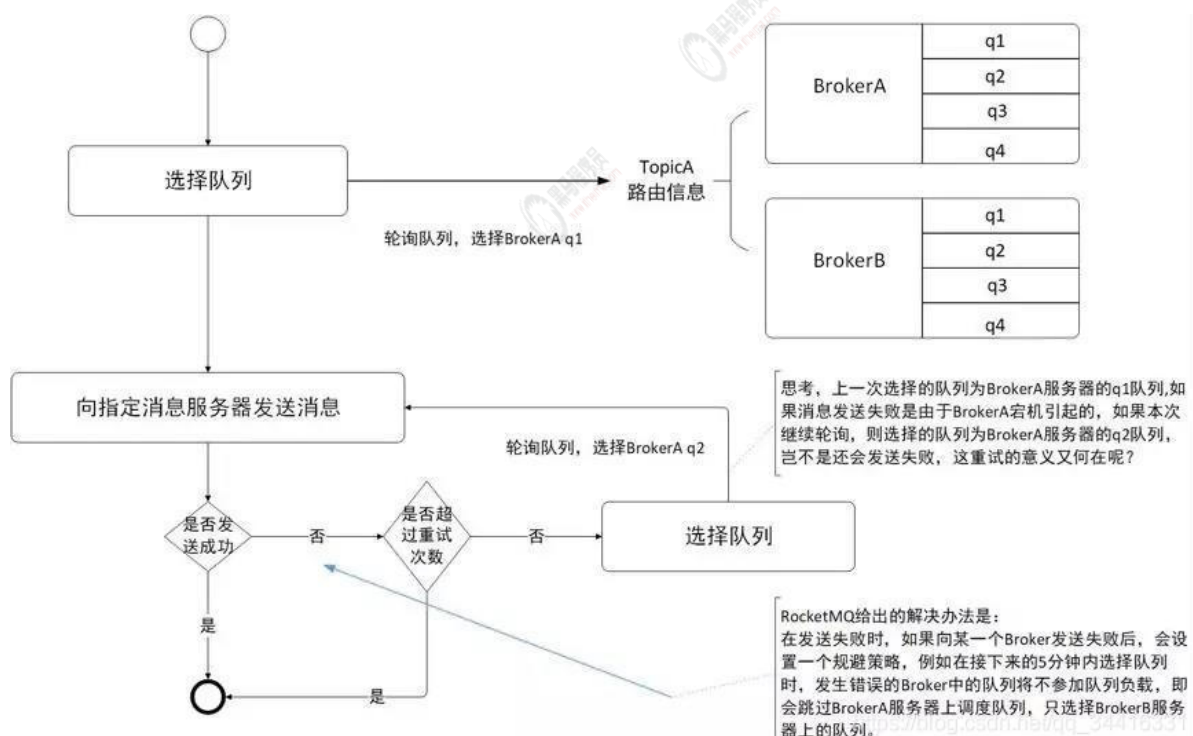 BrokerA
q1
q2
q3
q4
选择队列
TopicA
路由信息
轮询队列，选择BrokerA q1
BrokerB
q1
q2
q3
q4
向指定消息服务器发送消息
思考，上一次选择的队列为BrokerA服务器的q1队列,如
果消息发送失败是由于BrokerA宕机引起的，如果本次
继续轮询，则选择的队列为BrokerA服务器的q2队列，
岂不是还会发送失败，这重试的意义又何在呢？
轮询队列，选择BrokerA q2
是否发
送成功
否
是否超
过重试
次数
否
选择队列
是
是
RocketMQ给出的解决办法是：
在发送失败时，如果向某一个Broker发送失败后，会设
置一个规避策略，例如在接下来的5分钟内选择队列
时，发生错误的Broker中的队列将不参加队列负载，即
会跳过BrokerA服务器上调度队列，只选择BrokerB服务
器上的队列。
https://blog.csdn.net/qq_34416331
黑马程序员
黑马程序员